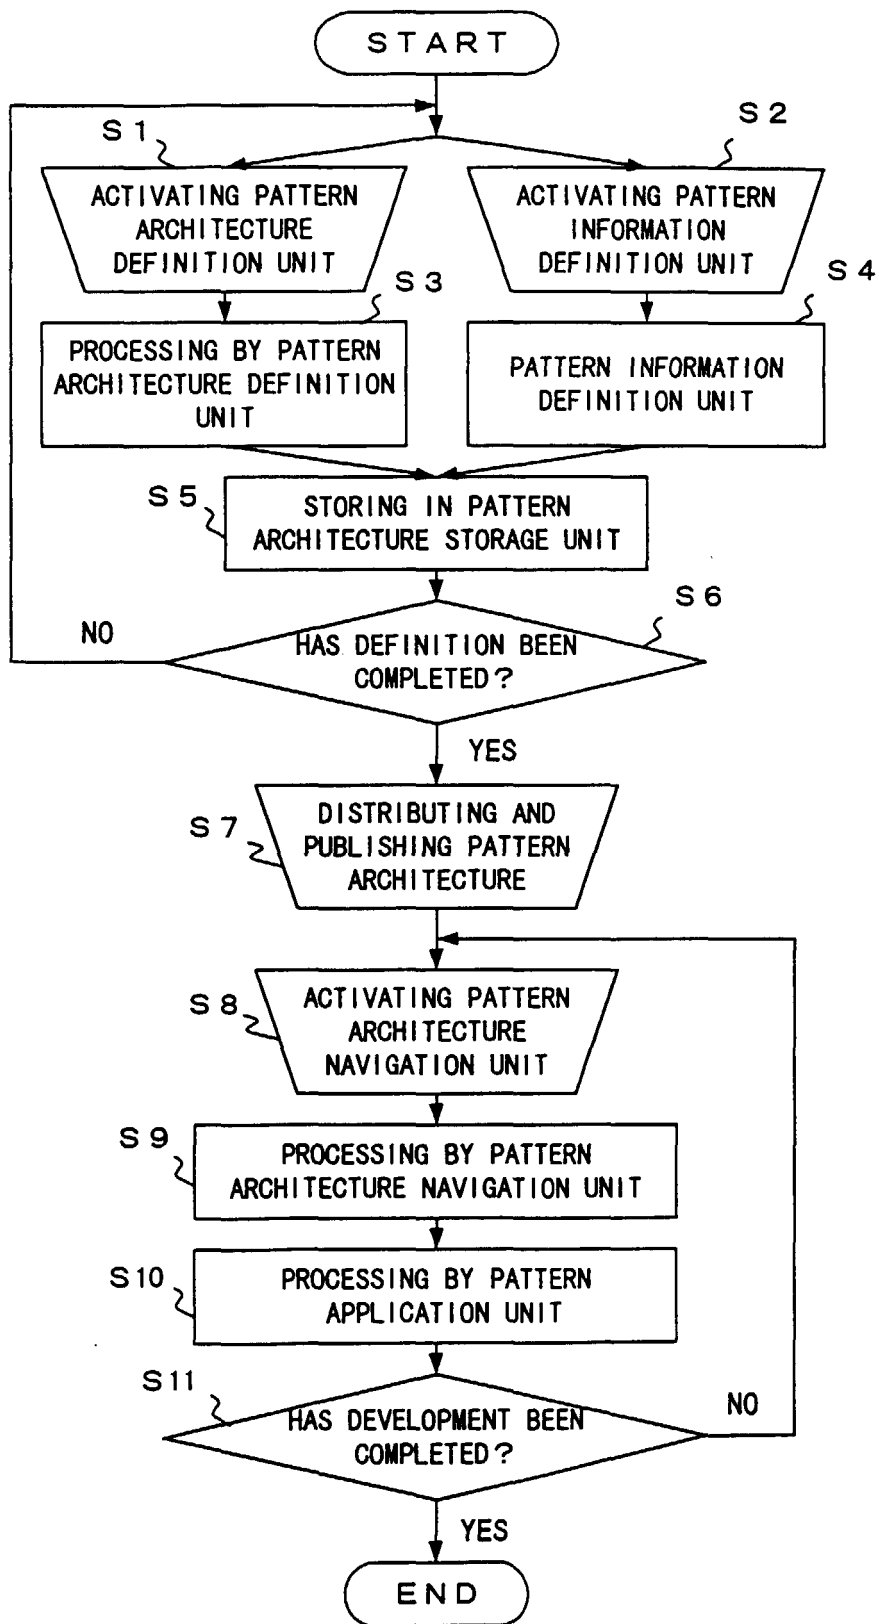 START
S1
S2
ACTIVATING PATTERN
ARCHITECTURE
DEFINITION UNIT
ACTIVATING PATTERN
INFORMATION
DEFINITION UNIT
S3
S4
PROCESSING BY PATTERN
ARCHITECTURE DEFINITION
UNIT
PATTERN INFORMATION
DEFINITION UNIT
S5
STORING IN PATTERN
ARCHITECTURE STORAGE UNIT
S6
NO
HAS DEFINITION BEEN
COMPLETED?
YES
S7
DISTRIBUTING AND
PUBLISHING PATTERN
ARCHITECTURE
S8
ACTIVATING PATTERN
ARCHITECTURE
NAVIGATION UNIT
S9
PROCESSING BY PATTERN
ARCHITECTURE NAVIGATION UNIT
S10
PROCESSING BY PATTERN
APPLICATION UNIT
S11
HAS DEVELOPMENT BEEN
COMPLETED?
NO
YES
END